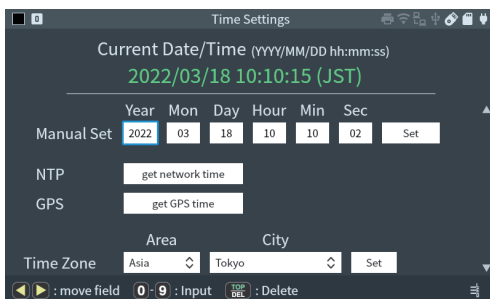 0 Time Settings
Current Date/Time (YYYY/MM/DD hh:mm:ss)
2022/03/18 10:10:15 (JST)
Year Mon Day Hour Min Sec
Manual Set 2022 03 18 10 10 02 Set
NTP get network time
GPS get GPS time
Area City
Time Zone Asia Tokyo Set
: move field 0-9 : Input TOP DEL : Delete